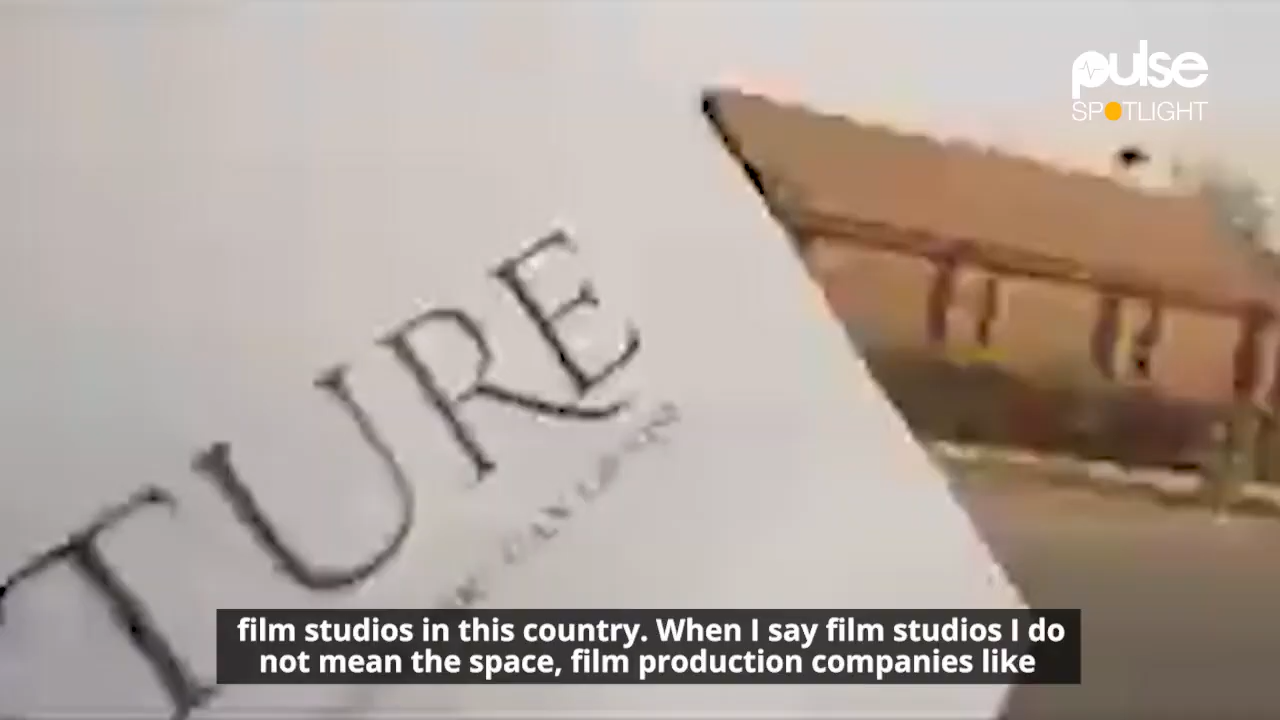 pulse
SPOTLIGHT
TURE
film studios in this country. When I say film studios I do
not mean the space, film production companies like